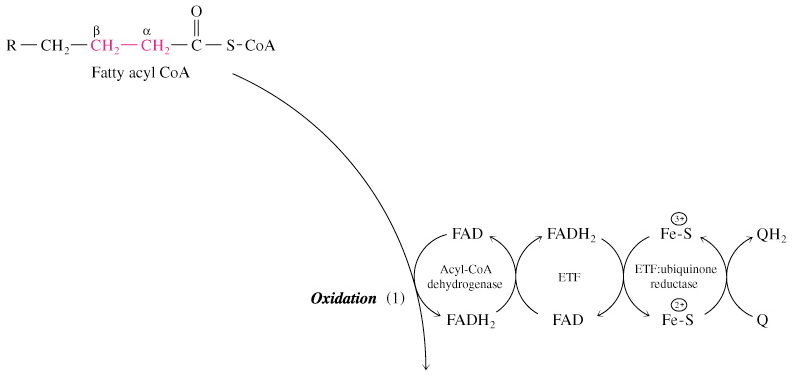 O
β α
R—CH₂—CH₂—CH₂—C—S-CoA
Fatty acyl CoA
3+
FAD FADH₂ Fe-S QH₂
Acyl-CoA dehydrogenase
ETF
ETF:ubiquinone reductase
Oxidation (1)
2+
FADH₂ FAD Fe-S Q